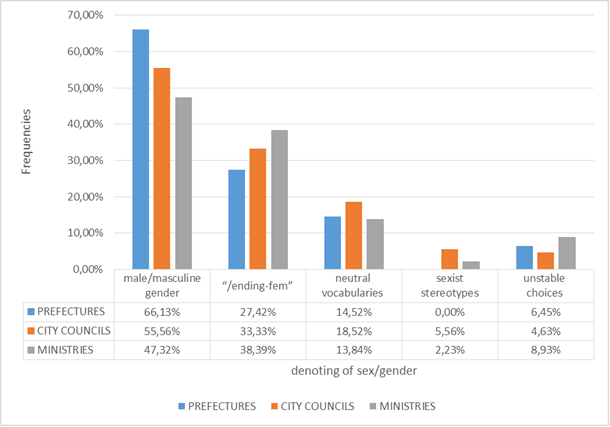 70,00%
60,00%
50,00%
40,00%
30,00%
20,00%
10,00%
0,00%
Frequencies
male/masculine gender
“/ending-fem”
neutral vocabularies
sexist stereotypes
unstable choices
PREFECTURES 66,13% 27,42% 14,52% 0,00% 6,45%
CITY COUNCILS 55,56% 33,33% 18,52% 5,56% 4,63%
MINISTRIES 47,32% 38,39% 13,84% 2,23% 8,93%
denoting of sex/gender
PREFECTURES CITY COUNCILS MINISTRIES